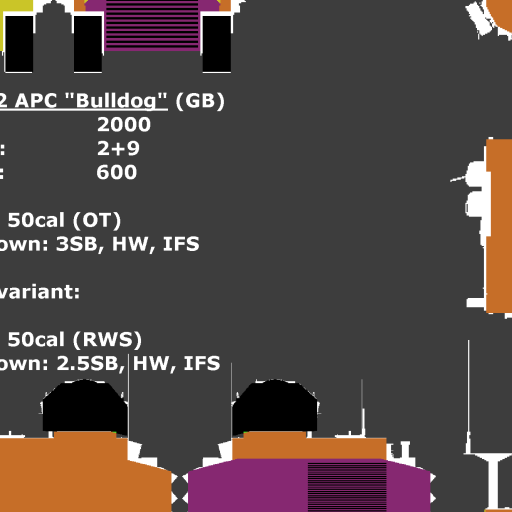 2 APC "Bulldog" (GB)
2000
: 2+9
: 600
50cal (OT)
own: 3SB, HW, IFS
variant:
50cal (RWS)
own: 2.5SB, HW, IFS